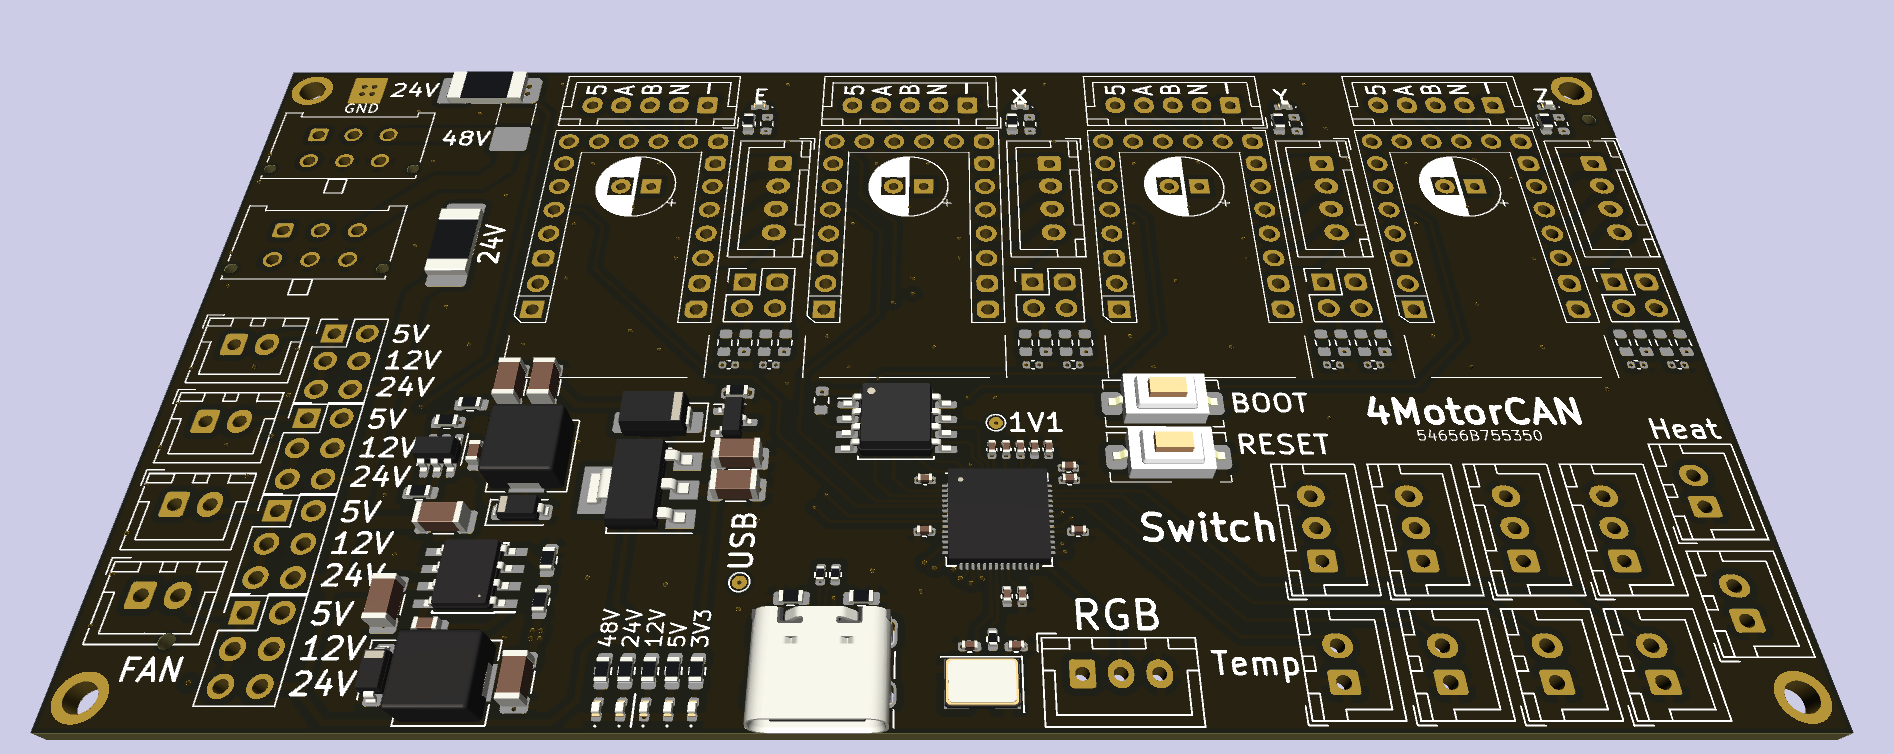 24V
GND
48V
24V
5 A B N -
E
5 A B N -
X
5 A B N -
Y
5 A B N -
Z
+
+
+
+
5V
12V
24V
5V
12V
24V
5V
12V
24V
5V
12V
24V
FAN
48V
24V
12V
5V
3V3
USB
1V1
BOOT
RESET
4MotorCAN
54656B755350
Heat
Switch
RGB
Temp